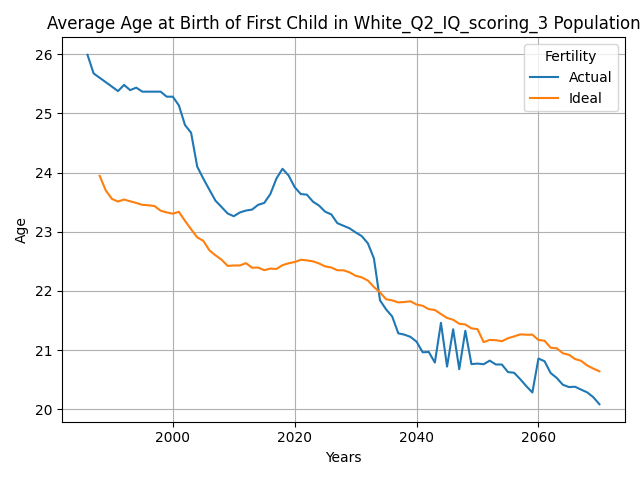 Average Age at Birth of First Child in White_Q2_IQ_scoring_3 Population
Fertility
Actual
Ideal
26
25
24
23
22
21
20
Age
2000
2020
2040
2060
Years